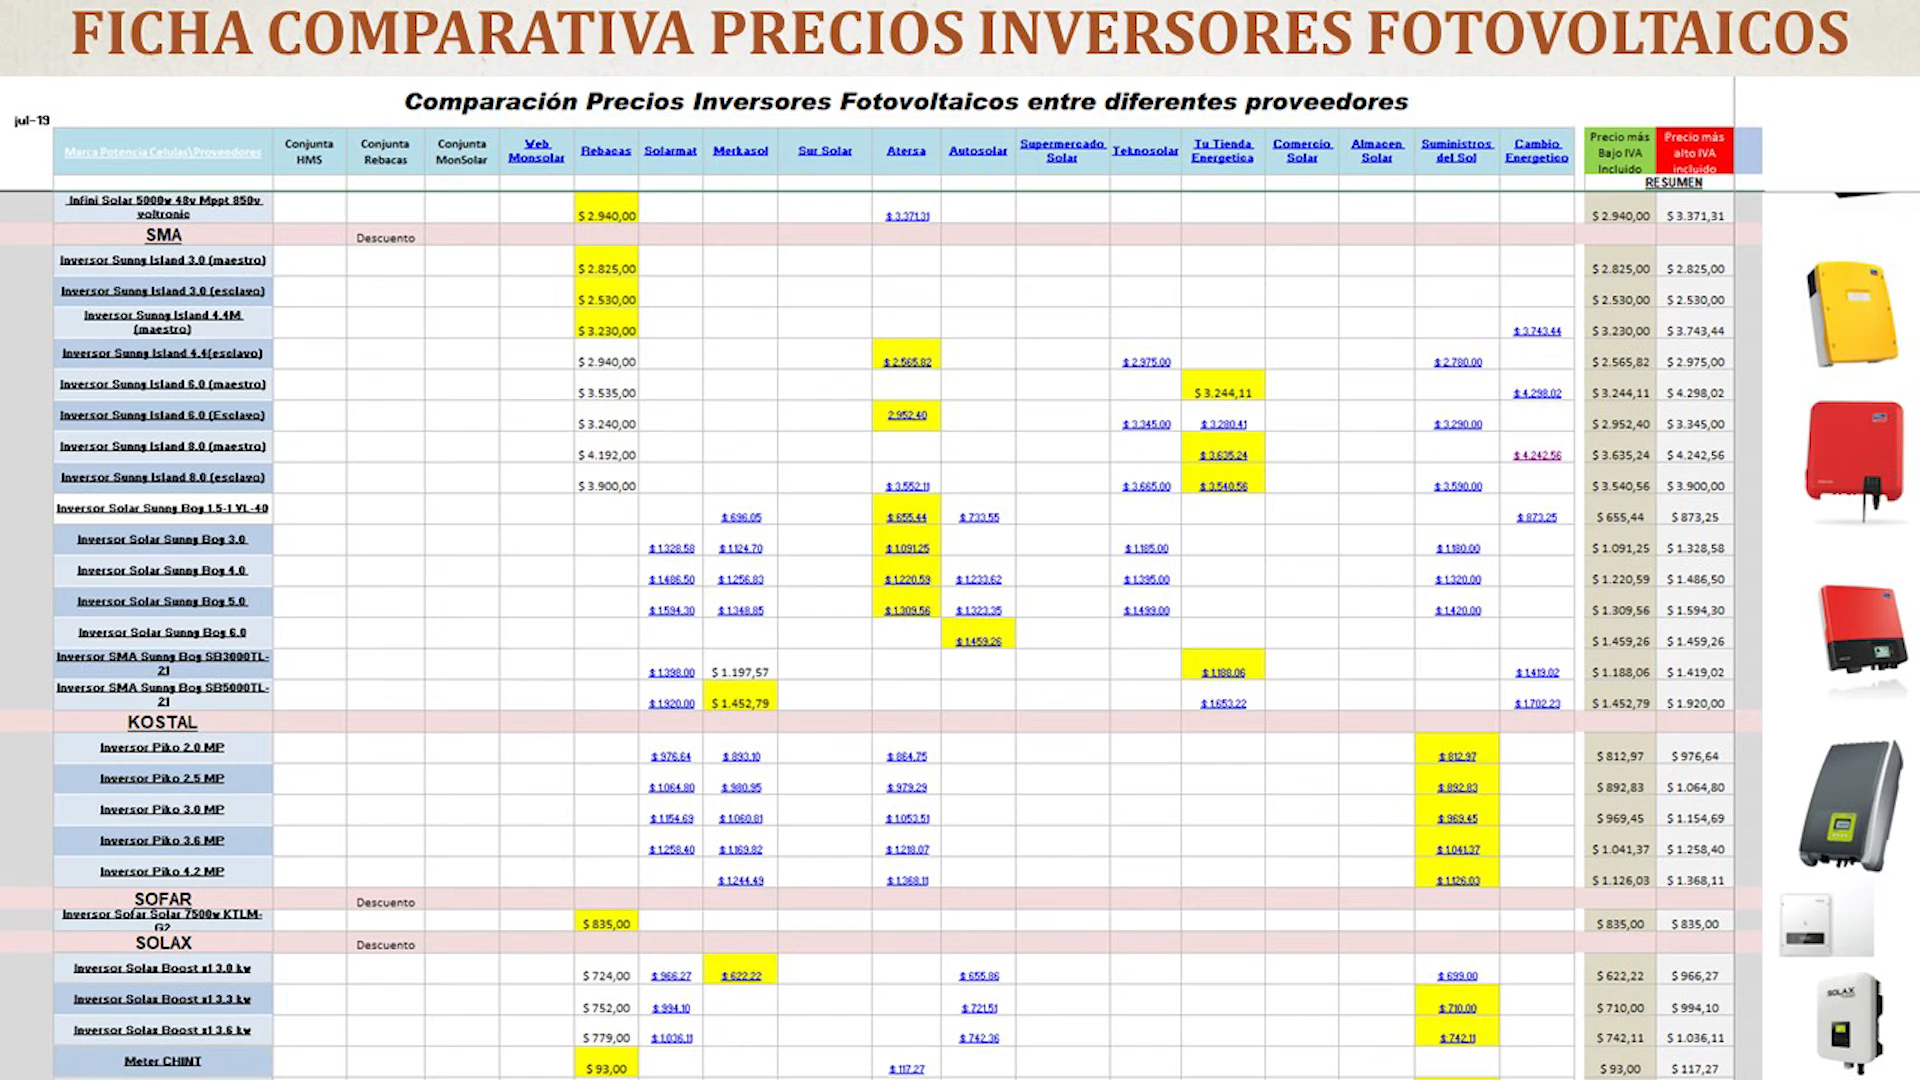 FICHA COMPARATIVA PRECIOS INVERSORES FOTOVOLTAICOS
Comparación Precios Inversores Fotovoltaicos entre diferentes proveedores
jul-19
Marca Potencia Celulas\Proveedores Conjunta HMS Conjunta Rebacas Conjunta MonSolar Web Monsolar Rebacas Solarmat Merkasol Sur Solar Atersa Autosolar Supermercado Solar Teknosolar Tu Tienda Energetica Comercio Solar Almacen Solar Suministros del Sol Cambio Energetico Precio más Bajo IVA Incluido Precio más alto IVA incluido
RESUMEN
Infini Solar 5000w 48v Mppt 850v voltronic $ 2.940,00 $ 3.371,31 $ 2.940,00 $ 3.371,31
SMA Descuento
Inversor Sunny Island 3.0 (maestro) $ 2.825,00 $ 2.825,00 $ 2.825,00
Inversor Sunny Island 3.0 (esclavo) $ 2.530,00 $ 2.530,00 $ 2.530,00
Inversor Sunny Island 4.4M (maestro) $ 3.230,00 $ 3.743,44 $ 3.230,00 $ 3.743,44
Inversor Sunny Island 4.4(esclavo) $ 2.940,00 $ 2.565,82 $ 2.975,00 $ 2.780,00 $ 2.565,82 $ 2.975,00
Inversor Sunny Island 6.0 (maestro) $ 3.535,00 $ 3.244,11 $ 4.298,02 $ 3.244,11 $ 4.298,02
Inversor Sunny Island 6.0 (Esclavo) $ 3.240,00 2.952,40 $ 3.345,00 $ 3.280,41 $ 3.290,00 $ 2.952,40 $ 3.345,00
Inversor Sunny Island 8.0 (maestro) $ 4.192,00 $ 3.635,24 $ 4.242,56 $ 3.635,24 $ 4.242,56
Inversor Sunny Island 8.0 (esclavo) $ 3.900,00 $ 3.552,11 $ 3.665,00 $ 3.540,56 $ 3.590,00 $ 3.540,56 $ 3.900,00
Inversor Solar Sunny Boy 1.5-1 VL-40 $ 696,05 $ 655,44 $ 733,55 $ 873,25 $ 655,44 $ 873,25
Inversor Solar Sunny Boy 3.0 $ 1.328,58 $ 1.124,70 $ 1.091,25 $ 1.185,00 $ 1.180,00 $ 1.091,25 $ 1.328,58
Inversor Solar Sunny Boy 4.0 $ 1.486,50 $ 1.256,83 $ 1.220,59 $ 1.233,62 $ 1.395,00 $ 1.320,00 $ 1.220,59 $ 1.486,50
Inversor Solar Sunny Boy 5.0 $ 1.594,30 $ 1.348,85 $ 1.309,56 $ 1.323,35 $ 1.499,00 $ 1.420,00 $ 1.309,56 $ 1.594,30
Inversor Solar Sunny Boy 6.0 $ 1.459,26 $ 1.459,26 $ 1.459,26
Inversor SMA Sunny Boy SB3000TL-21 $ 1.398,00 $ 1.197,57 $ 1.188,06 $ 1.419,02 $ 1.188,06 $ 1.419,02
Inversor SMA Sunny Boy SB5000TL-21 $ 1.920,00 $ 1.452,79 $ 1.653,22 $ 1.702,23 $ 1.452,79 $ 1.920,00
KOSTAL
Inversor Piko 2.0 MP $ 976,64 $ 893,10 $ 864,75 $ 812,97 $ 812,97 $ 976,64
Inversor Piko 2.5 MP $ 1.064,80 $ 980,95 $ 979,29 $ 892,83 $ 892,83 $ 1.064,80
Inversor Piko 3.0 MP $ 1.154,69 $ 1.060,81 $ 1.053,51 $ 969,45 $ 969,45 $ 1.154,69
Inversor Piko 3.6 MP $ 1.258,40 $ 1.169,82 $ 1.218,07 $ 1.041,37 $ 1.041,37 $ 1.258,40
Inversor Piko 4.2 MP $ 1.244,49 $ 1.368,11 $ 1.126,03 $ 1.126,03 $ 1.368,11
SOFAR Descuento
Inversor Sofar Solar 7500w KTLM-G2 $ 835,00 $ 835,00 $ 835,00
SOLAX Descuento
Inversor Solax Boost x1 3.0 kw $ 724,00 $ 966,27 $ 622,22 $ 655,86 $ 699,00 $ 622,22 $ 966,27
Inversor Solax Boost x1 3.3 kw $ 752,00 $ 994,10 $ 721,51 $ 710,00 $ 710,00 $ 994,10
Inversor Solax Boost x1 3.6 kw $ 779,00 $ 1.036,11 $ 742,36 $ 742,11 $ 742,11 $ 1.036,11
Meter CHINT $ 93,00 $ 117,27 $ 93,00 $ 117,27
SOLAX